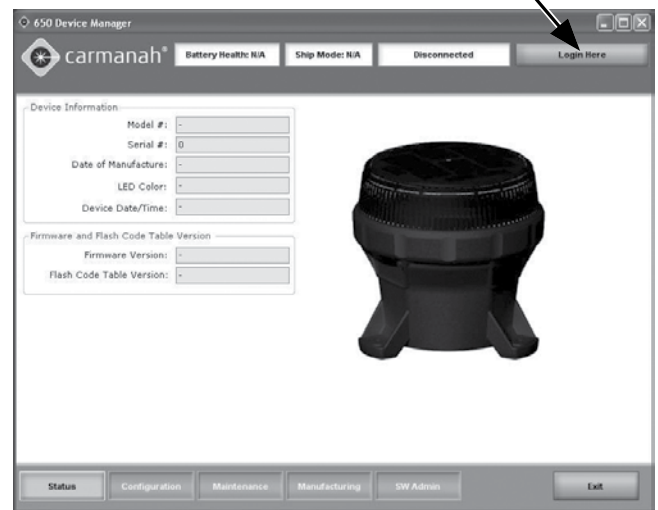 650 Device Manager
carmanah®
Battery Health: N/A
Ship Mode: N/A
Disconnected
Login Here
Device Information
Model #: -
Serial #: 0
Date of Manufacture: -
LED Color: -
Device Date/Time: -
Firmware and Flash Code Table Version
Firmware Version: -
Flash Code Table Version: -
Status
Configuration
Maintenance
Manufacturing
SW Admin
Exit